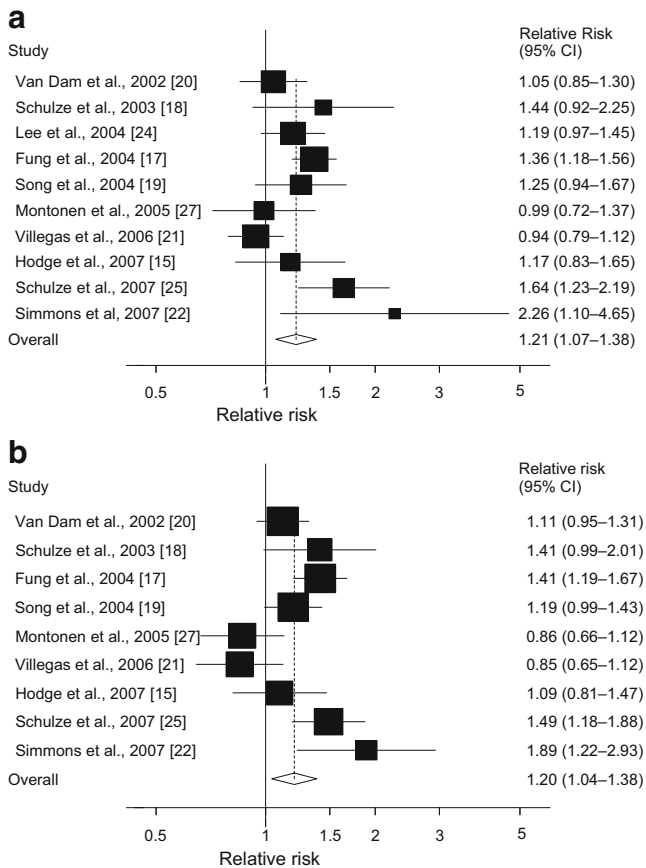 a
Study
Relative Risk
(95% CI)
Van Dam et al., 2002 [20] 1.05 (0.85–1.30)
Schulze et al., 2003 [18] 1.44 (0.92–2.25)
Lee et al., 2004 [24] 1.19 (0.97–1.45)
Fung et al., 2004 [17] 1.36 (1.18–1.56)
Song et al., 2004 [19] 1.25 (0.94–1.67)
Montonen et al., 2005 [27] 0.99 (0.72–1.37)
Villegas et al., 2006 [21] 0.94 (0.79–1.12)
Hodge et al., 2007 [15] 1.17 (0.83–1.65)
Schulze et al., 2007 [25] 1.64 (1.23–2.19)
Simmons et al, 2007 [22] 2.26 (1.10–4.65)
Overall 1.21 (1.07–1.38)
0.5 1 1.5 2 3 5
Relative risk
b
Study
Relative risk
(95% CI)
Van Dam et al., 2002 [20] 1.11 (0.95–1.31)
Schulze et al., 2003 [18] 1.41 (0.99–2.01)
Fung et al., 2004 [17] 1.41 (1.19–1.67)
Song et al., 2004 [19] 1.19 (0.99–1.43)
Montonen et al., 2005 [27] 0.86 (0.66–1.12)
Villegas et al., 2006 [21] 0.85 (0.65–1.12)
Hodge et al., 2007 [15] 1.09 (0.81–1.47)
Schulze et al., 2007 [25] 1.49 (1.18–1.88)
Simmons et al., 2007 [22] 1.89 (1.22–2.93)
Overall 1.20 (1.04–1.38)
0.5 1 1.5 2 3 5
Relative risk